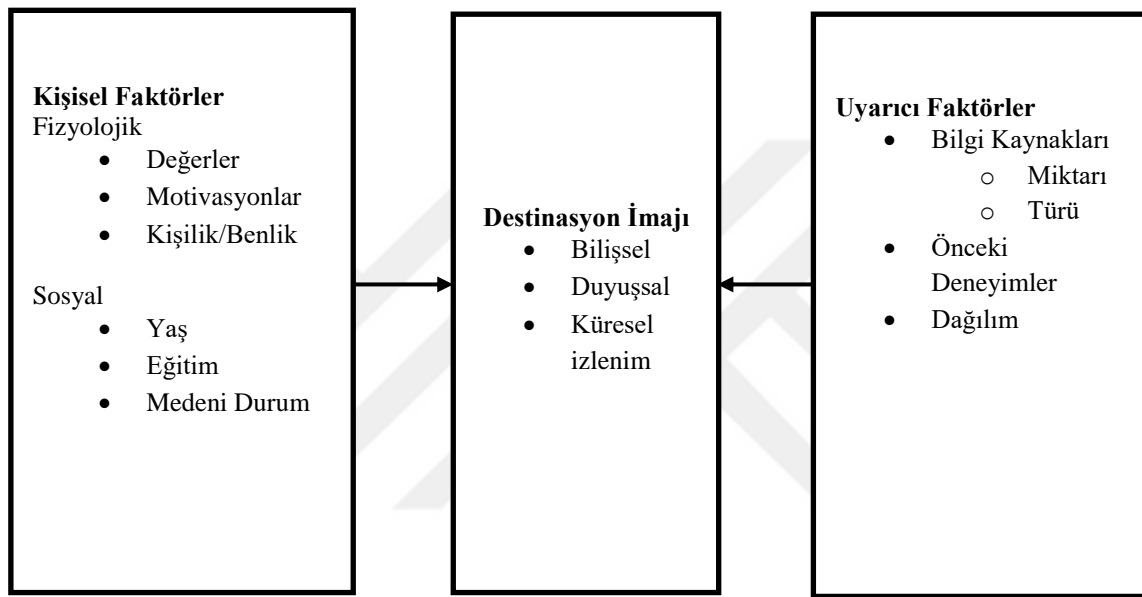 Kişisel Faktörler
Fizyolojik
• Değerler
• Motivasyonlar
• Kişilik/Benlik
Sosyal
• Yaş
• Eğitim
• Medeni Durum
Destinasyon İmajı
• Bilişsel
• Duyuşsal
• Küresel
izlenim
Uyarıcı Faktörler
• Bilgi Kaynakları
o Miktarı
o Türü
• Önceki
Deneyimler
• Dağılım